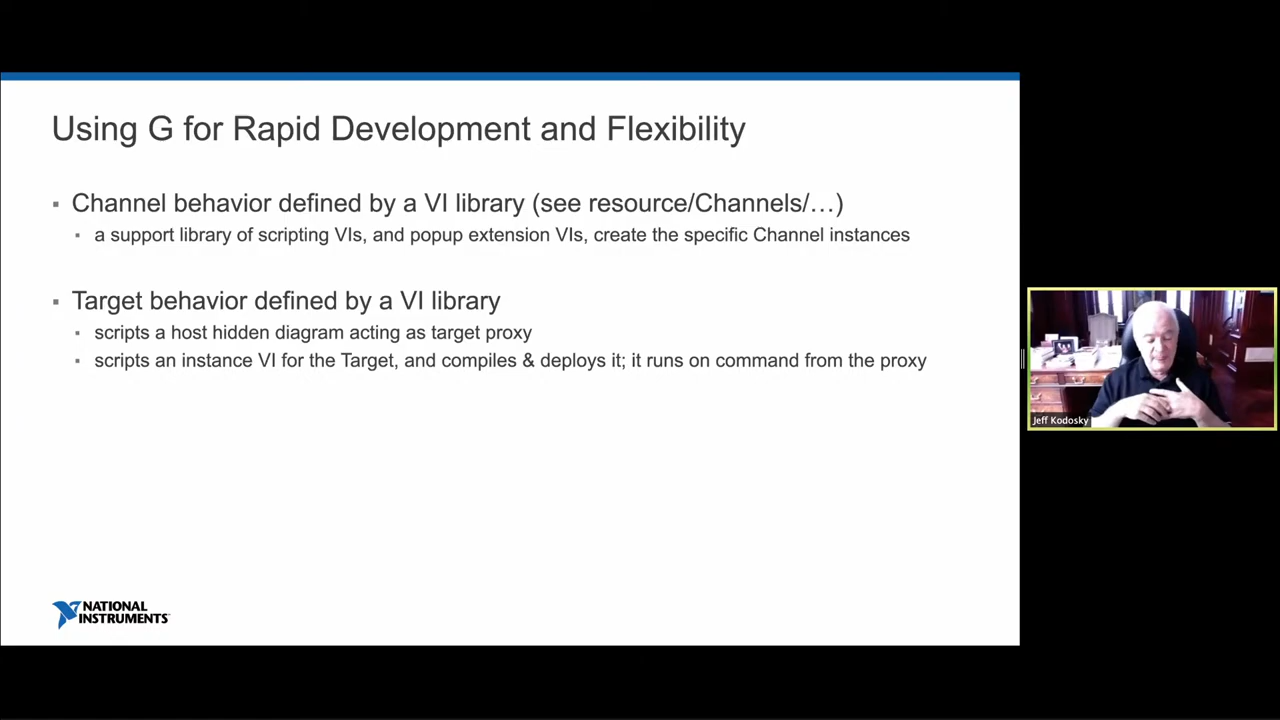 Using G for Rapid Development and Flexibility
▪ Channel behavior defined by a VI library (see resource/Channels/…)
▪ a support library of scripting VIs, and popup extension VIs, create the specific Channel instances
▪ Target behavior defined by a VI library
▪ scripts a host hidden diagram acting as target proxy
▪ scripts an instance VI for the Target, and compiles & deploys it; it runs on command from the proxy
Jeff Kodosky
NATIONAL
INSTRUMENTS™